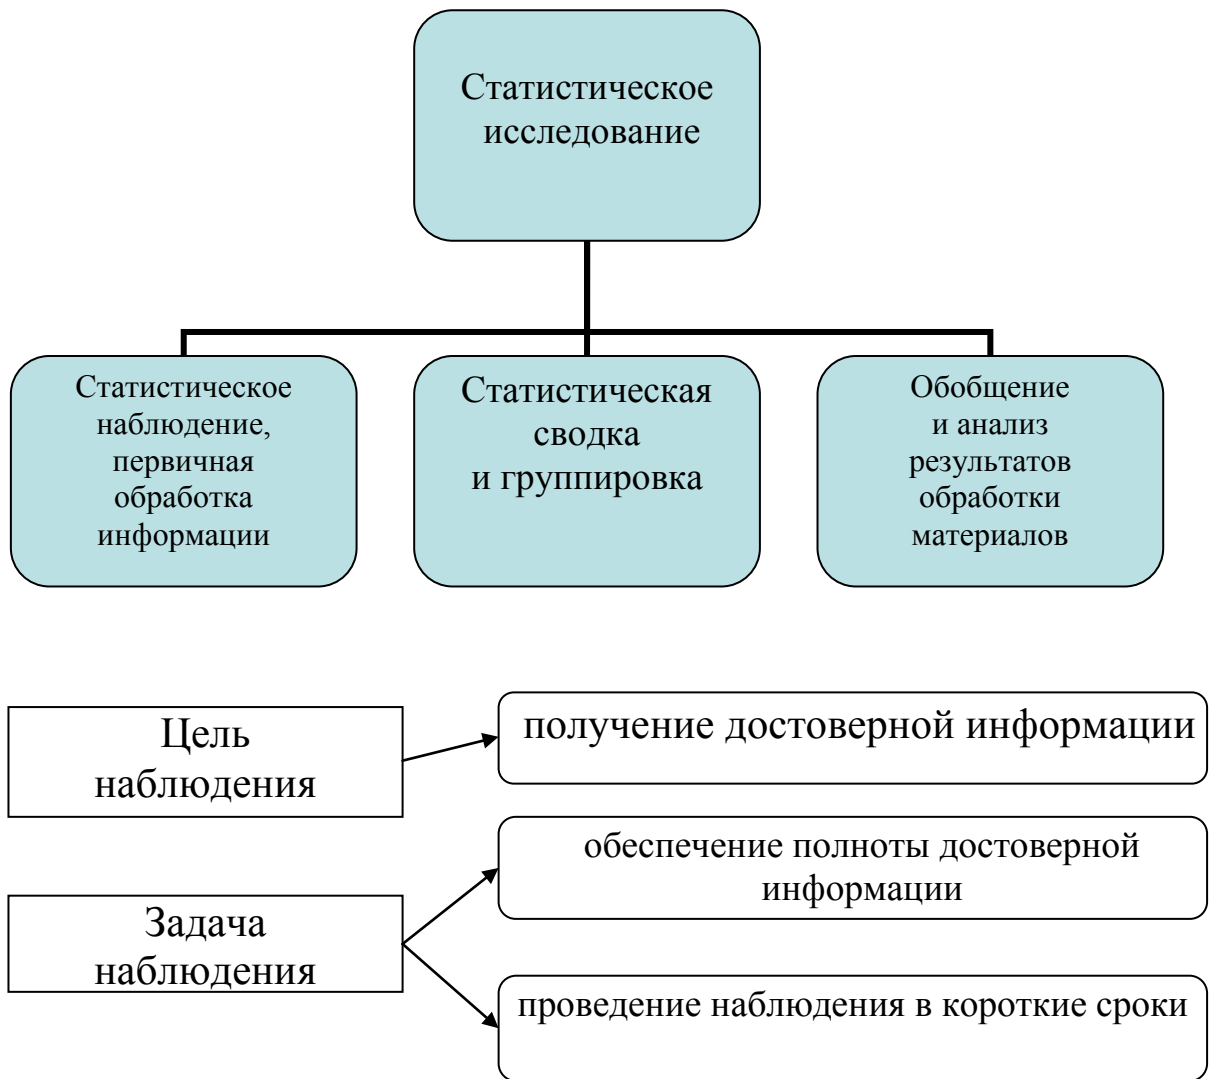 Статистическое
исследование
Статистическое
наблюдение,
первичная
обработка
информации
Статистическая
сводка
и группировка
Обобщение
и анализ
результатов
обработки
материалов
Цель
наблюдения
получение достоверной информации
обеспечение полноты достоверной
информации
Задача
наблюдения
проведение наблюдения в короткие сроки